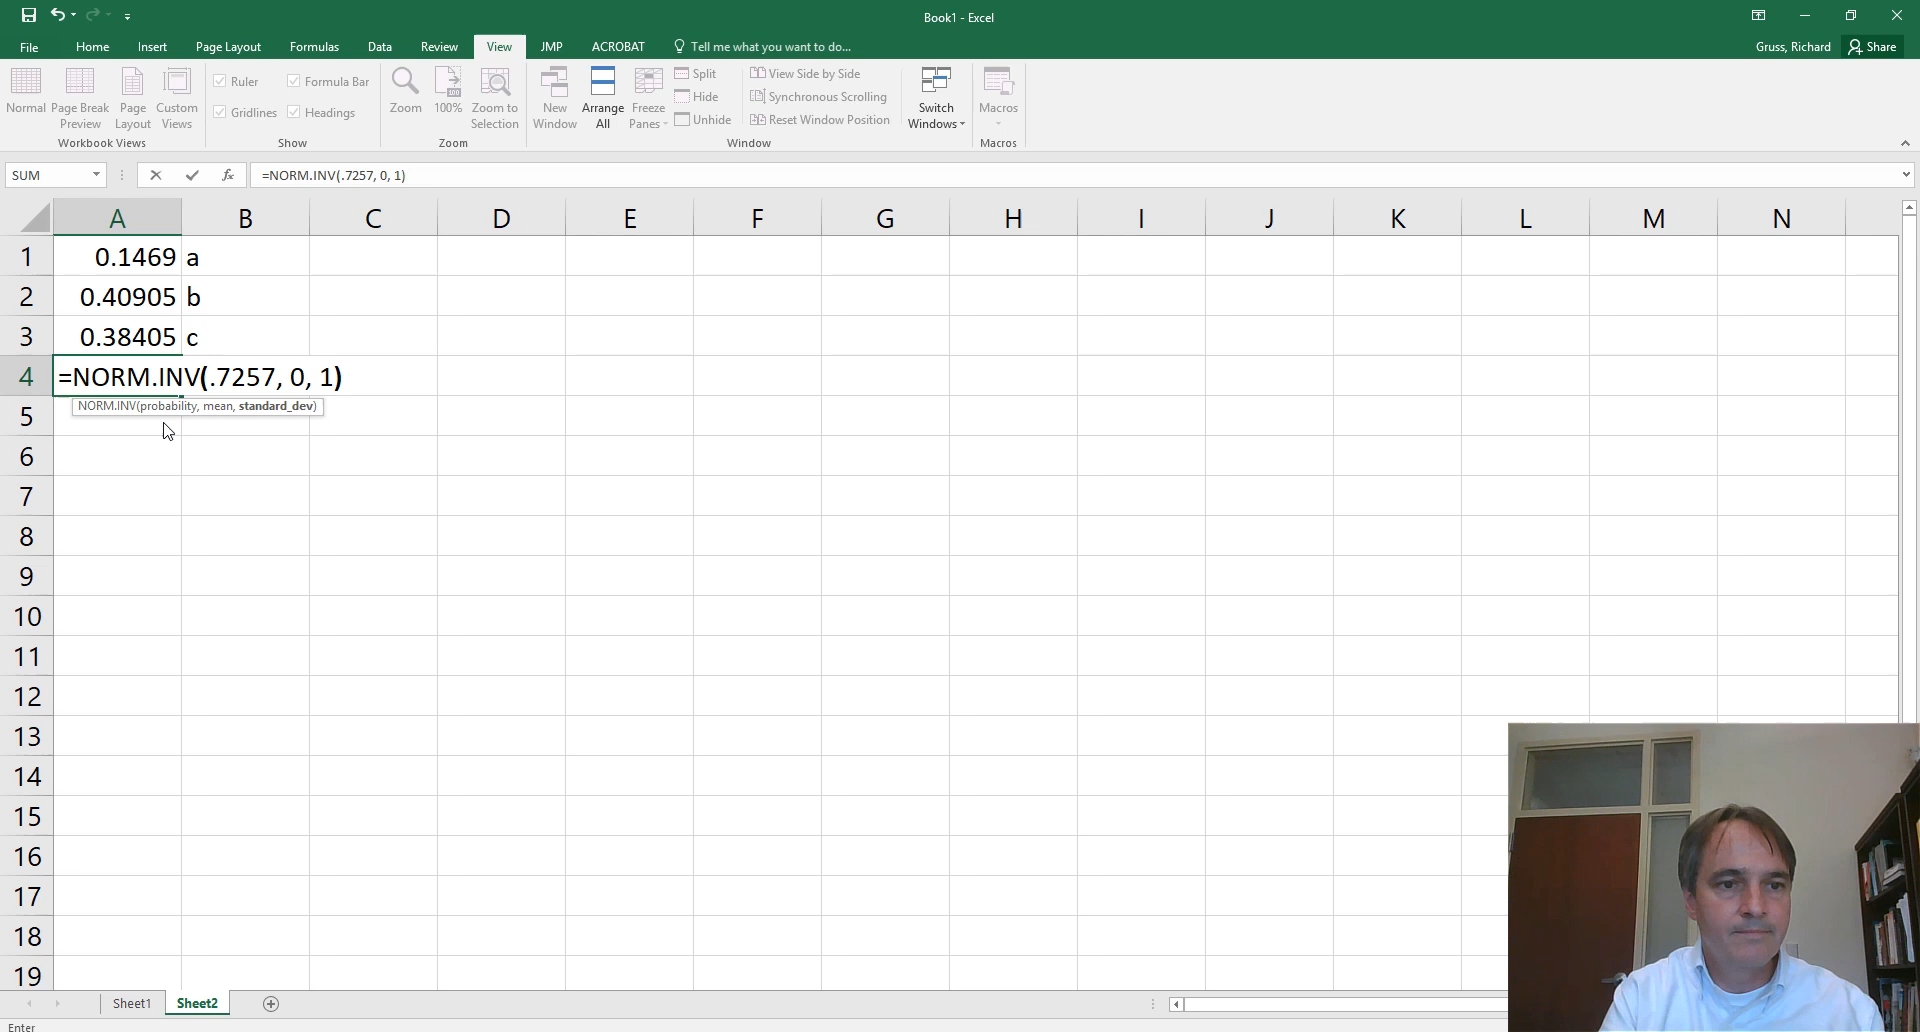 Book1 - Excel
File Home Insert Page Layout Formulas Data Review View JMP ACROBAT Tell me what you want to do... Gruss, Richard Share
Normal Page Break Preview Page Layout Custom Views
Workbook Views
Ruler Formula Bar
Gridlines Headings
Show
Zoom 100% Zoom to Selection
Zoom
New Window Arrange All Freeze Panes
Split
Hide
Unhide
View Side by Side
Synchronous Scrolling
Reset Window Position
Window
Switch Windows
Macros
Macros
SUM fx =NORM.INV(.7257, 0, 1)
A B C D E F G H I J K L M N
1 0.1469 a
2 0.40905 b
3 0.38405 c
4 =NORM.INV(.7257, 0, 1)
NORM.INV(probability, mean, standard_dev)
5
6
7
8
9
10
11
12
13
14
15
16
17
18
19
Sheet1 Sheet2
Enter